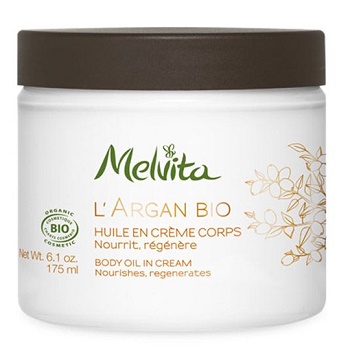 Melvita
L'ARGAN BIO
HUILE EN CRÈME CORPS
Nourrit, régénère
BODY OIL IN CREAM
Nourishes, regenerates
ORGANIC
COSMETIQUE
BIO
COSMETIC
Net Wt. 6.1 oz.
175 ml